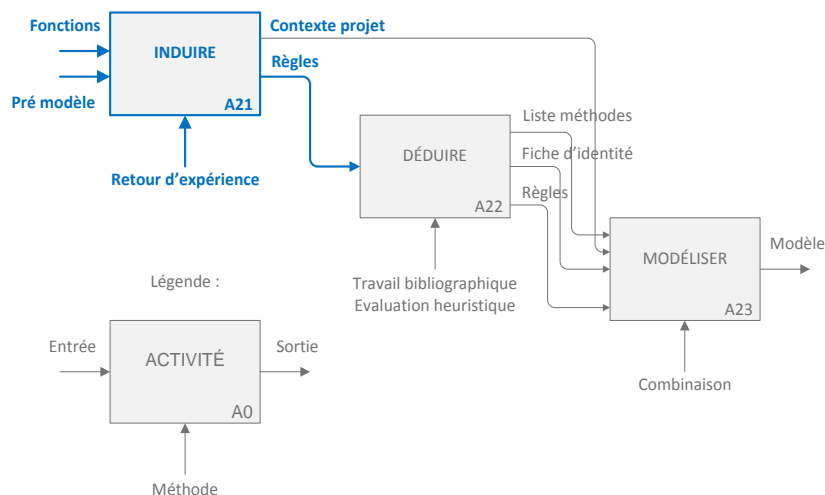 Fonctions
Contexte projet
INDUIRE
Règles
Pré modèle
A21
Liste méthodes
DÉDUIRE
Fiche d’identité
Retour d’expérience
Règles
A22
Modèle
MODÉLISER
Travail bibliographique
Evaluation heuristique
Légende :
A23
Entrée
ACTIVITÉ
Sortie
Combinaison
A0
Méthode